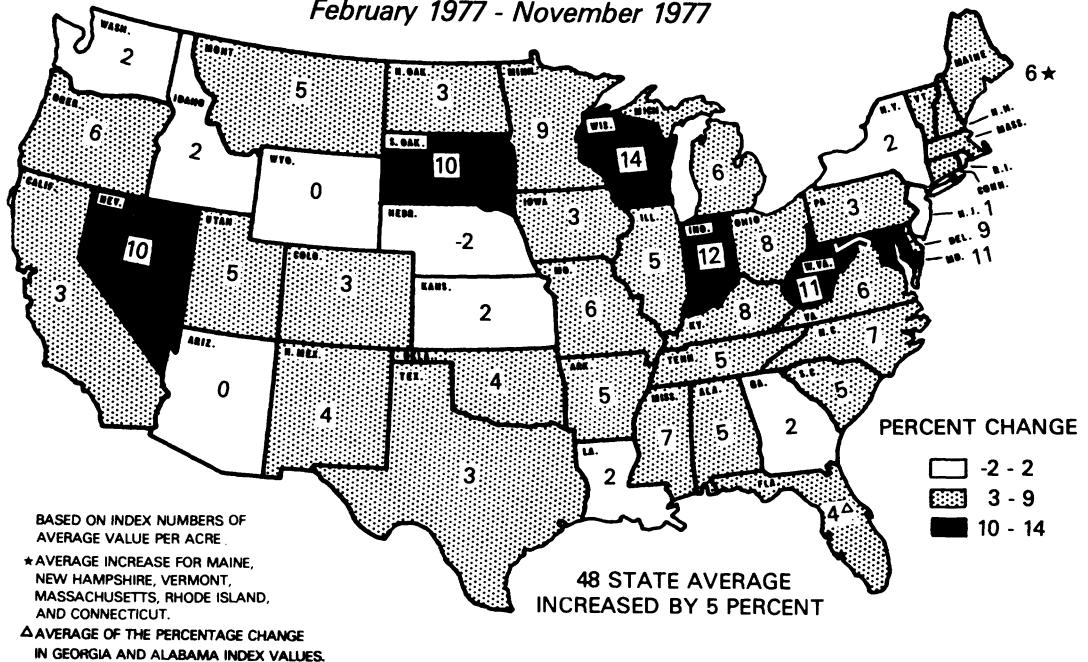 February 1977 - November 1977
WASH.
2
MONT.
5
N. DAK.
3
MINN.
9
MAINE
6★
OREG.
6
IDAHO
2
WYO.
0
S. DAK.
10
WIS.
14
MICH.
6
N.Y.
2
VT.
N.H.
MASS.
R.I.
CONN.
N.J. 1
DEL. 9
MD. 11
CALIF.
3
NEV.
10
UTAH
5
COLO.
3
NEBR.
-2
IOWA
3
ILL.
5
IND.
12
OHIO
8
PA.
3
W.VA.
11
VA.
6
KANS.
2
MO.
6
KY.
8
ARIZ.
0
N. MEX.
4
OKLA.
4
TEX.
3
ARK.
5
TENN.
5
N.C.
7
S.C.
5
MISS.
7
ALA.
5
GA.
2
LA.
2
FLA.
4△
PERCENT CHANGE
-2 - 2
3 - 9
10 - 14
BASED ON INDEX NUMBERS OF
AVERAGE VALUE PER ACRE
★AVERAGE INCREASE FOR MAINE,
NEW HAMPSHIRE, VERMONT,
MASSACHUSETTS, RHODE ISLAND,
AND CONNECTICUT.
△AVERAGE OF THE PERCENTAGE CHANGE
IN GEORGIA AND ALABAMA INDEX VALUES.
48 STATE AVERAGE
INCREASED BY 5 PERCENT